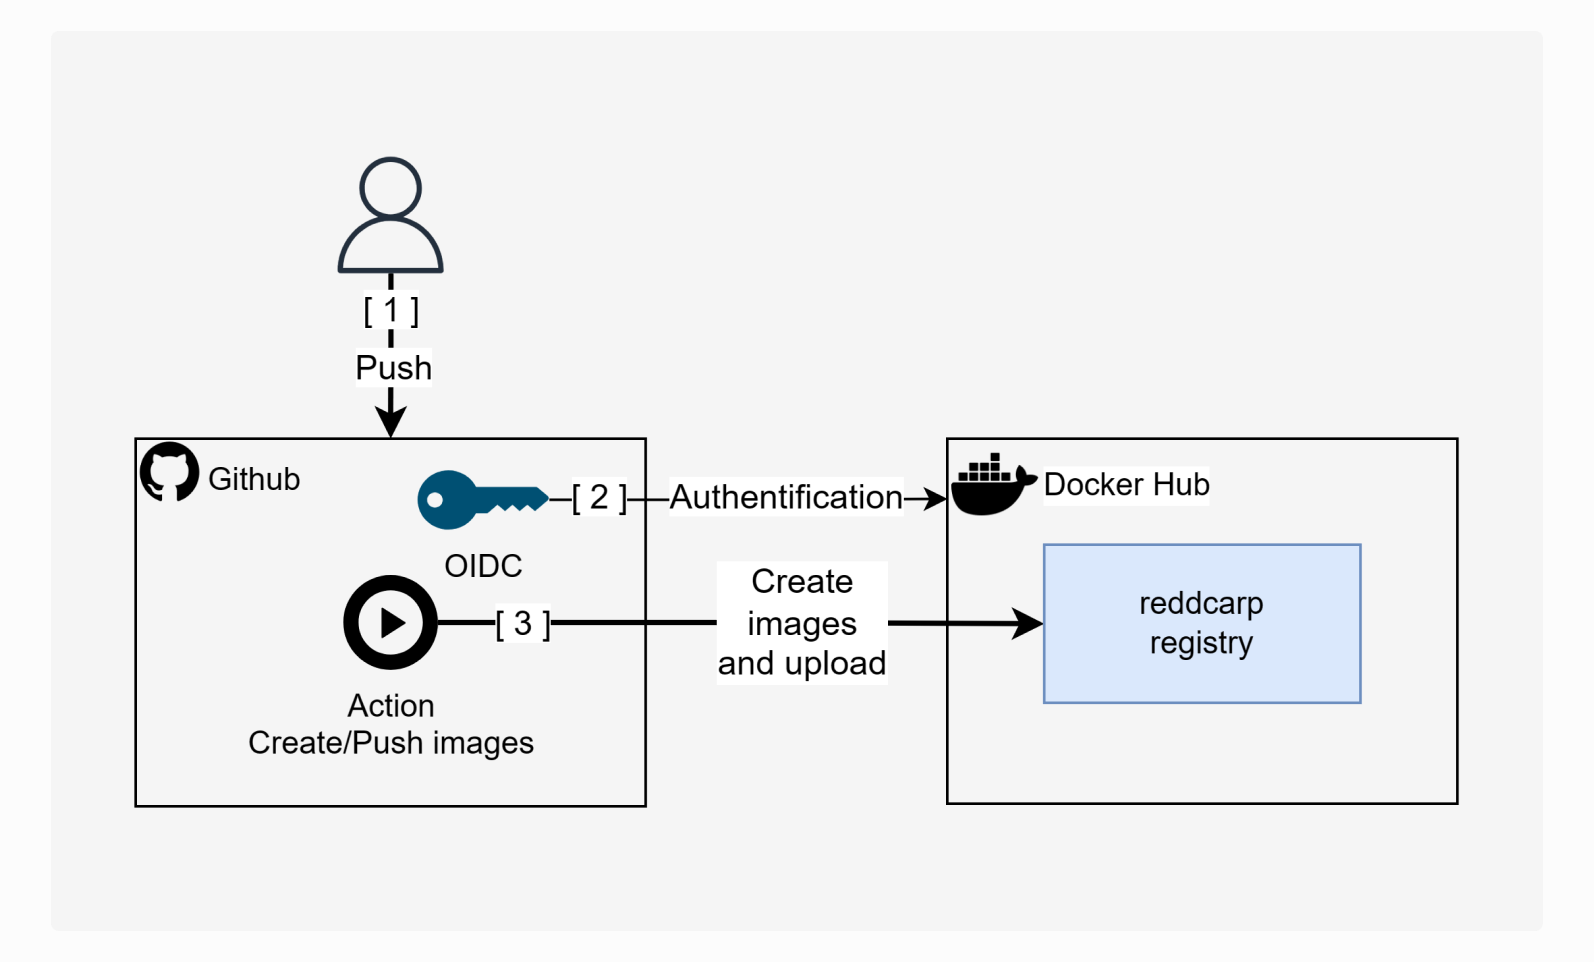 [ 1 ]
Push
Github
[ 2 ]
Authentification
Docker Hub
OIDC
[ 3 ]
Create
images
and upload
reddcarp
registry
Action
Create/Push images